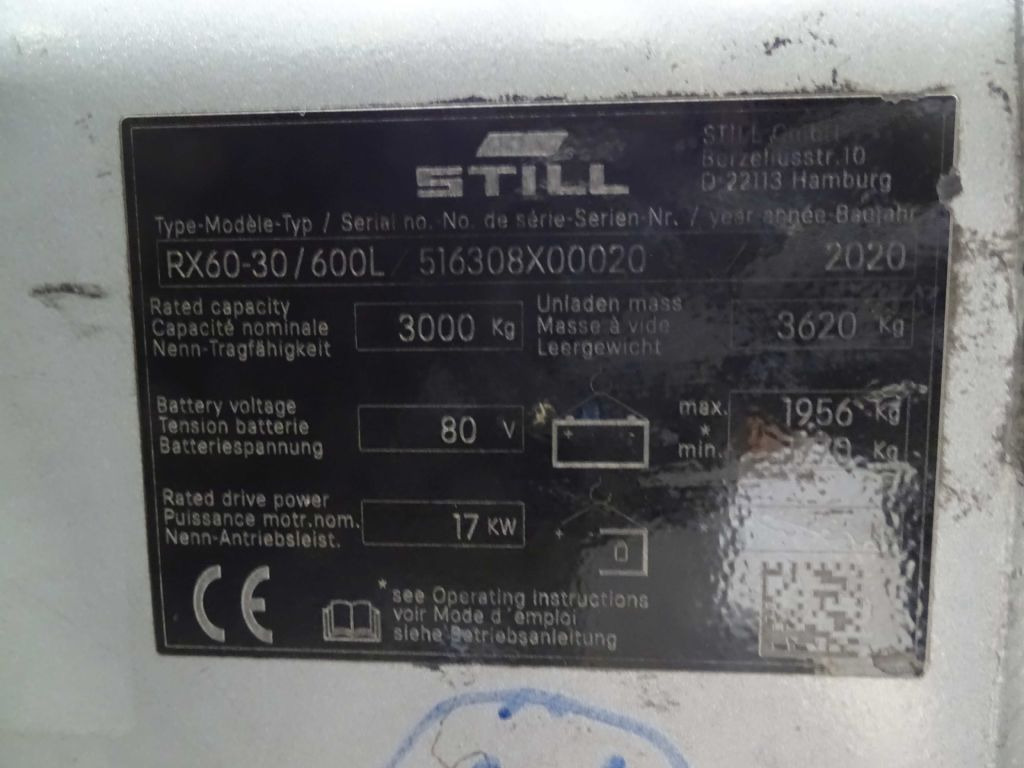 STILL
STILL GmbH
Berzeliusstr.10
D-22113 Hamburg
Type-Modèle-Typ / Serial no.-No. de série-Serien-Nr. / year année-Baujahr
RX60-30/600L / 516308X00020 / 2020
Rated capacity
Capacité nominale
Nenn-Tragfähigkeit
3000 Kg
Unladen mass
Masse à vide
Leergewicht
3620 Kg
Battery voltage
Tension batterie
Batteriespannung
80 V
+ -
max. 1956 Kg
*
min. Kg
Rated drive power
Puissance motr.nom.
Nenn-Antriebsleist.
17 KW
+
*
CE
*see Operating instructions
voir Mode d'emploi
siehe Betriebsanleitung